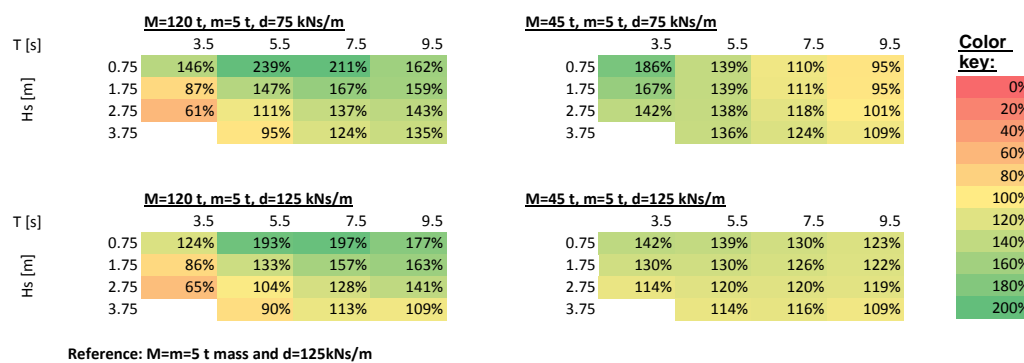 M=120 t, m=5 t, d=75 kNs/m
T [s] 3.5 5.5 7.5 9.5
Hs [m]
0.75 146% 239% 211% 162%
1.75 87% 147% 167% 159%
2.75 61% 111% 137% 143%
3.75 95% 124% 135%
M=45 t, m=5 t, d=75 kNs/m
3.5 5.5 7.5 9.5
0.75 186% 139% 110% 95%
1.75 167% 139% 111% 95%
2.75 142% 138% 118% 101%
3.75 136% 124% 109%
Color
key:
0%
20%
40%
60%
80%
100%
120%
140%
160%
180%
200%
M=120 t, m=5 t, d=125 kNs/m
T [s] 3.5 5.5 7.5 9.5
Hs [m]
0.75 124% 193% 197% 177%
1.75 86% 133% 157% 163%
2.75 65% 104% 128% 141%
3.75 90% 113% 109%
M=45 t, m=5 t, d=125 kNs/m
3.5 5.5 7.5 9.5
0.75 142% 139% 130% 123%
1.75 130% 130% 126% 122%
2.75 114% 120% 120% 119%
3.75 114% 116% 109%
Reference: M=m=5 t mass and d=125kNs/m